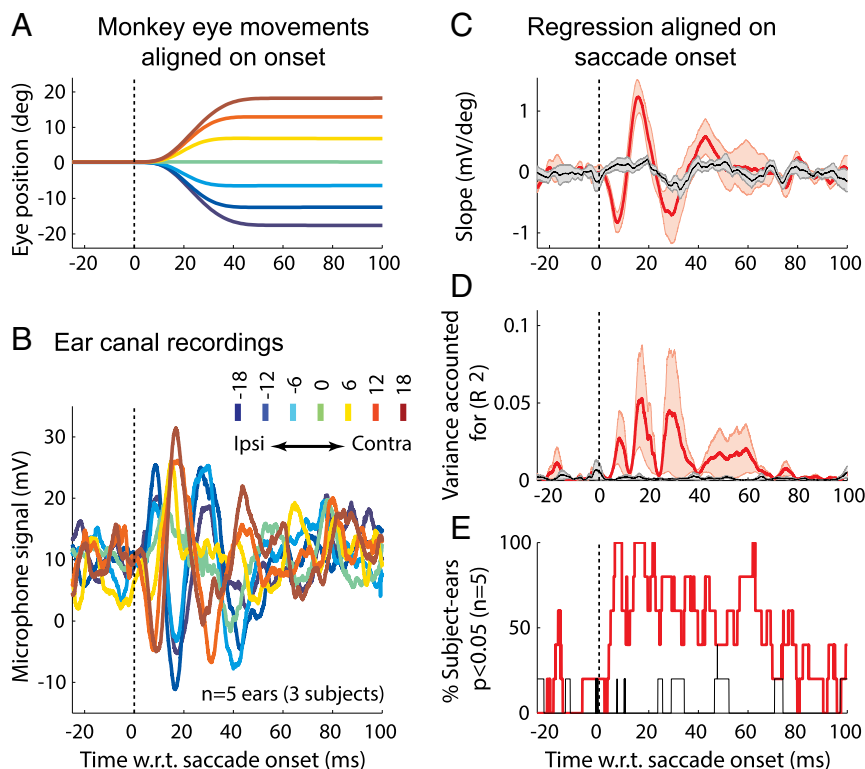 A
Monkey eye movements
aligned on onset
Eye position (deg)
20
10
0
-10
-20
-20 0 20 40 60 80 100
B
Ear canal recordings
-18 -12 -6 0 6 12 18
Ipsi Contra
Microphone signal (mV)
30
20
10
0
-10
n=5 ears (3 subjects)
-20 0 20 40 60 80 100
Time w.r.t. saccade onset (ms)
C
Regression aligned on
saccade onset
Slope (mV/deg)
1
0
-1
-20 0 20 40 60 80 100
D
Variance accounted
for (R 2)
0.1
0.05
0
-20 0 20 40 60 80 100
E
% Subject-ears
p<0.05 (n=5)
100
50
0
-20 0 20 40 60 80 100
Time w.r.t. saccade onset (ms)